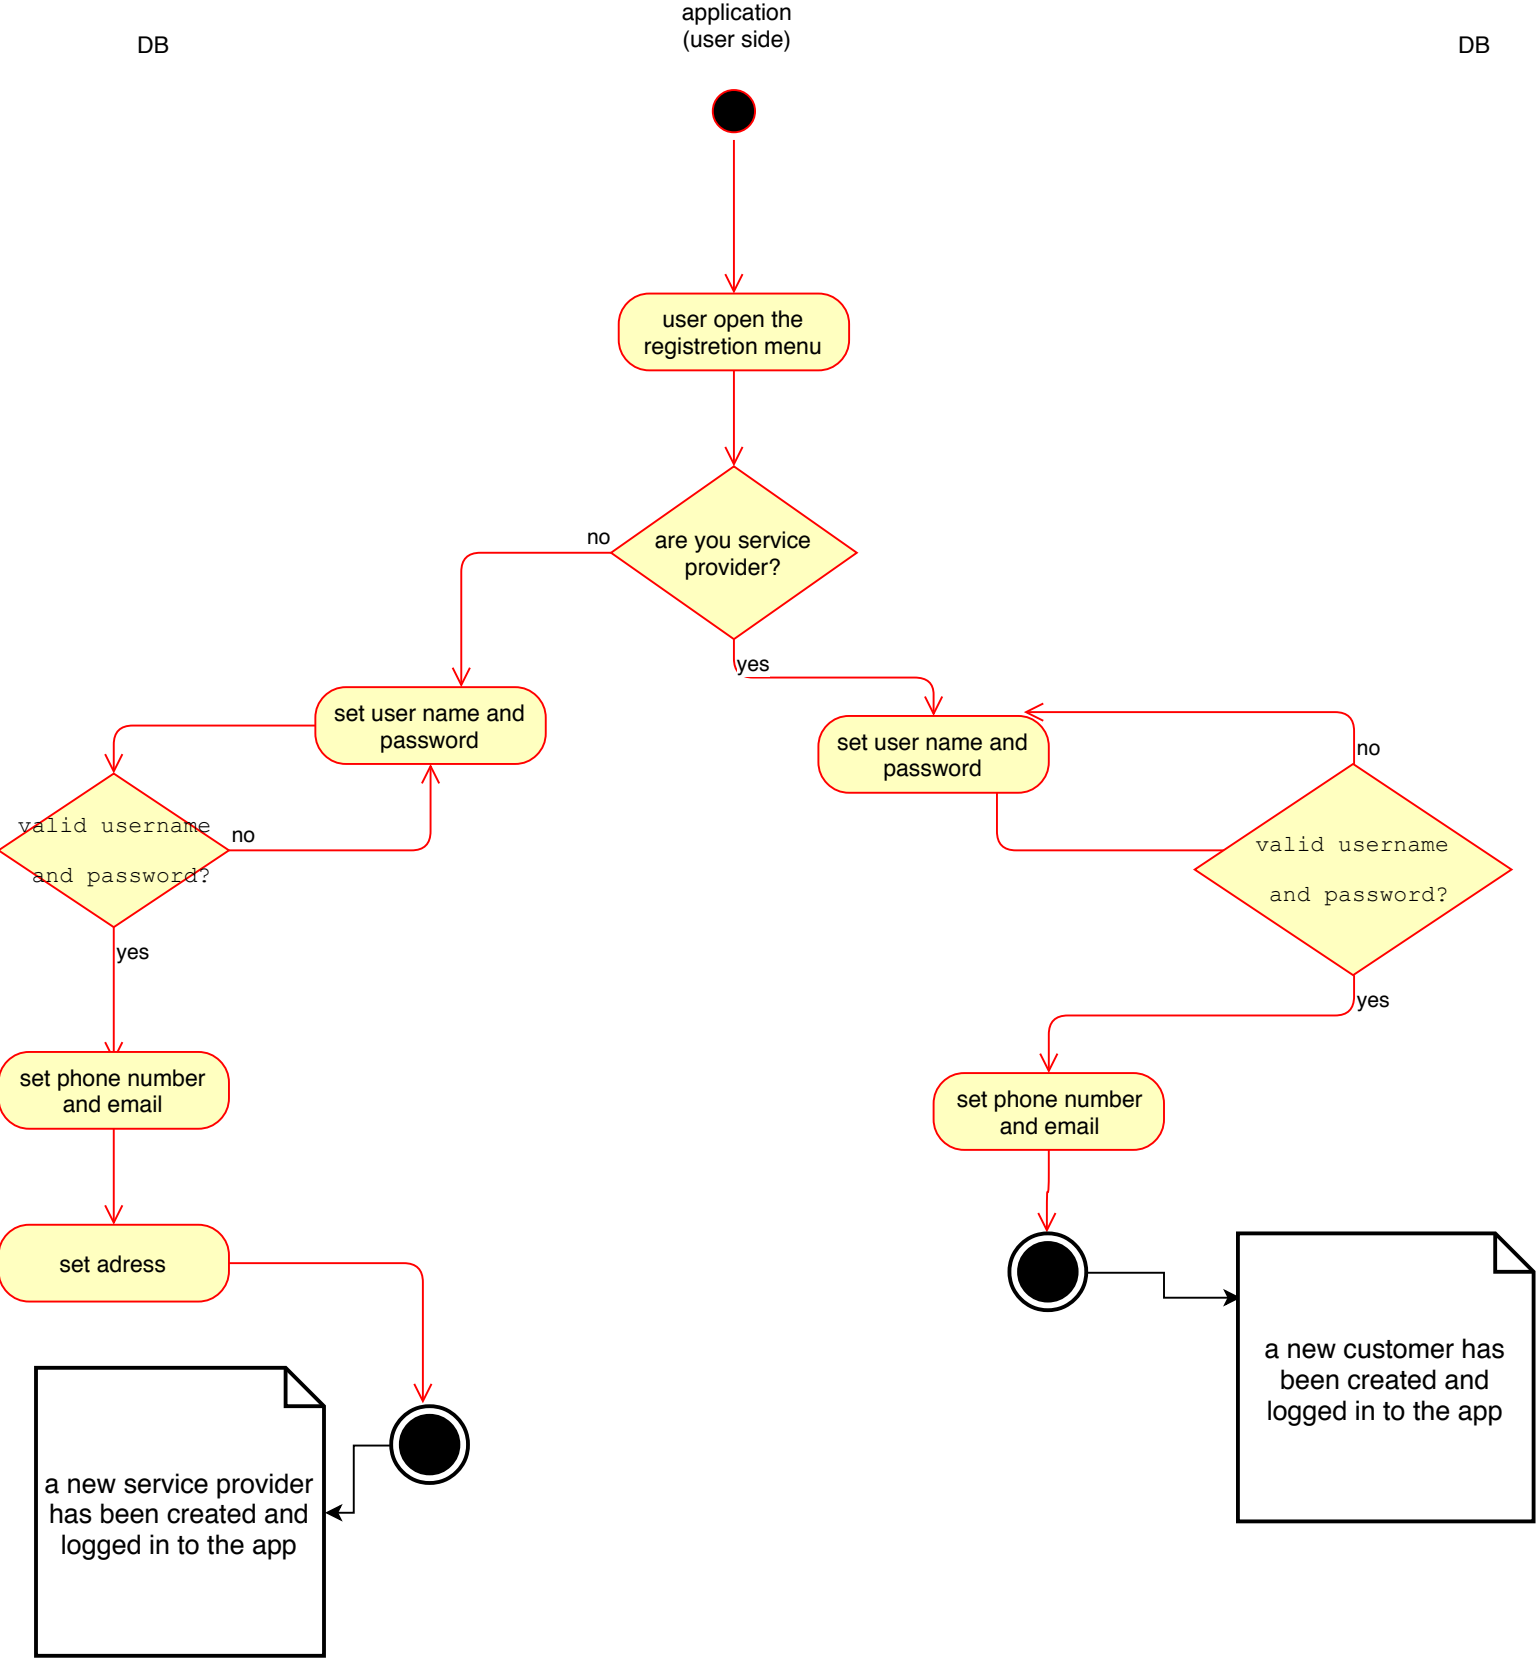 application
(user side)
DB
DB
user open the
registretion menu
are you service
provider?
no
yes
set user name and
password
set user name and
password
no
valid username
and password?
no
valid username
and password?
yes
yes
set phone number
and email
set phone number
and email
set adress
a new customer has
been created and
logged in to the app
a new service provider
has been created and
logged in to the app